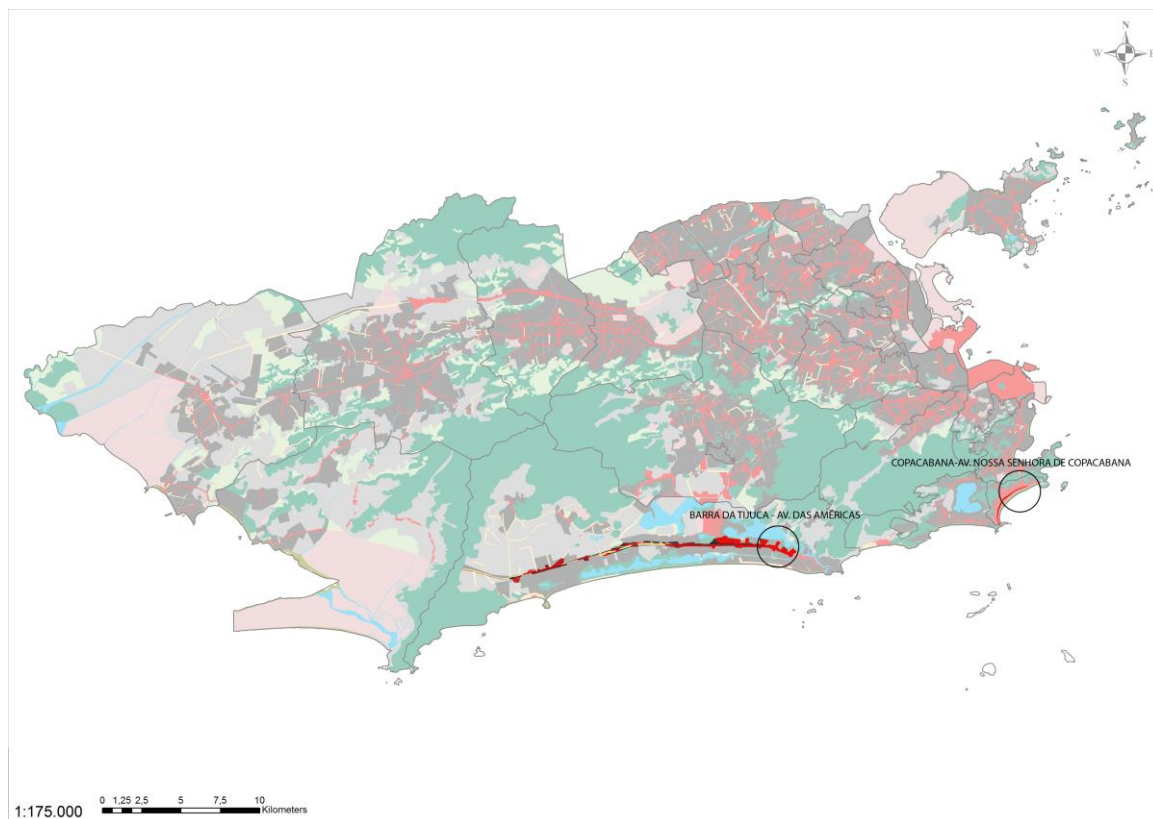 N
W E
S
COPACABANA-AV. NOSSA SENHORA DE COPACABANA
BARRA DA TIJUCA - AV. DAS AMÉRICAS
0 1,25 2,5 5 7,5 10
Kilometers
1:175.000